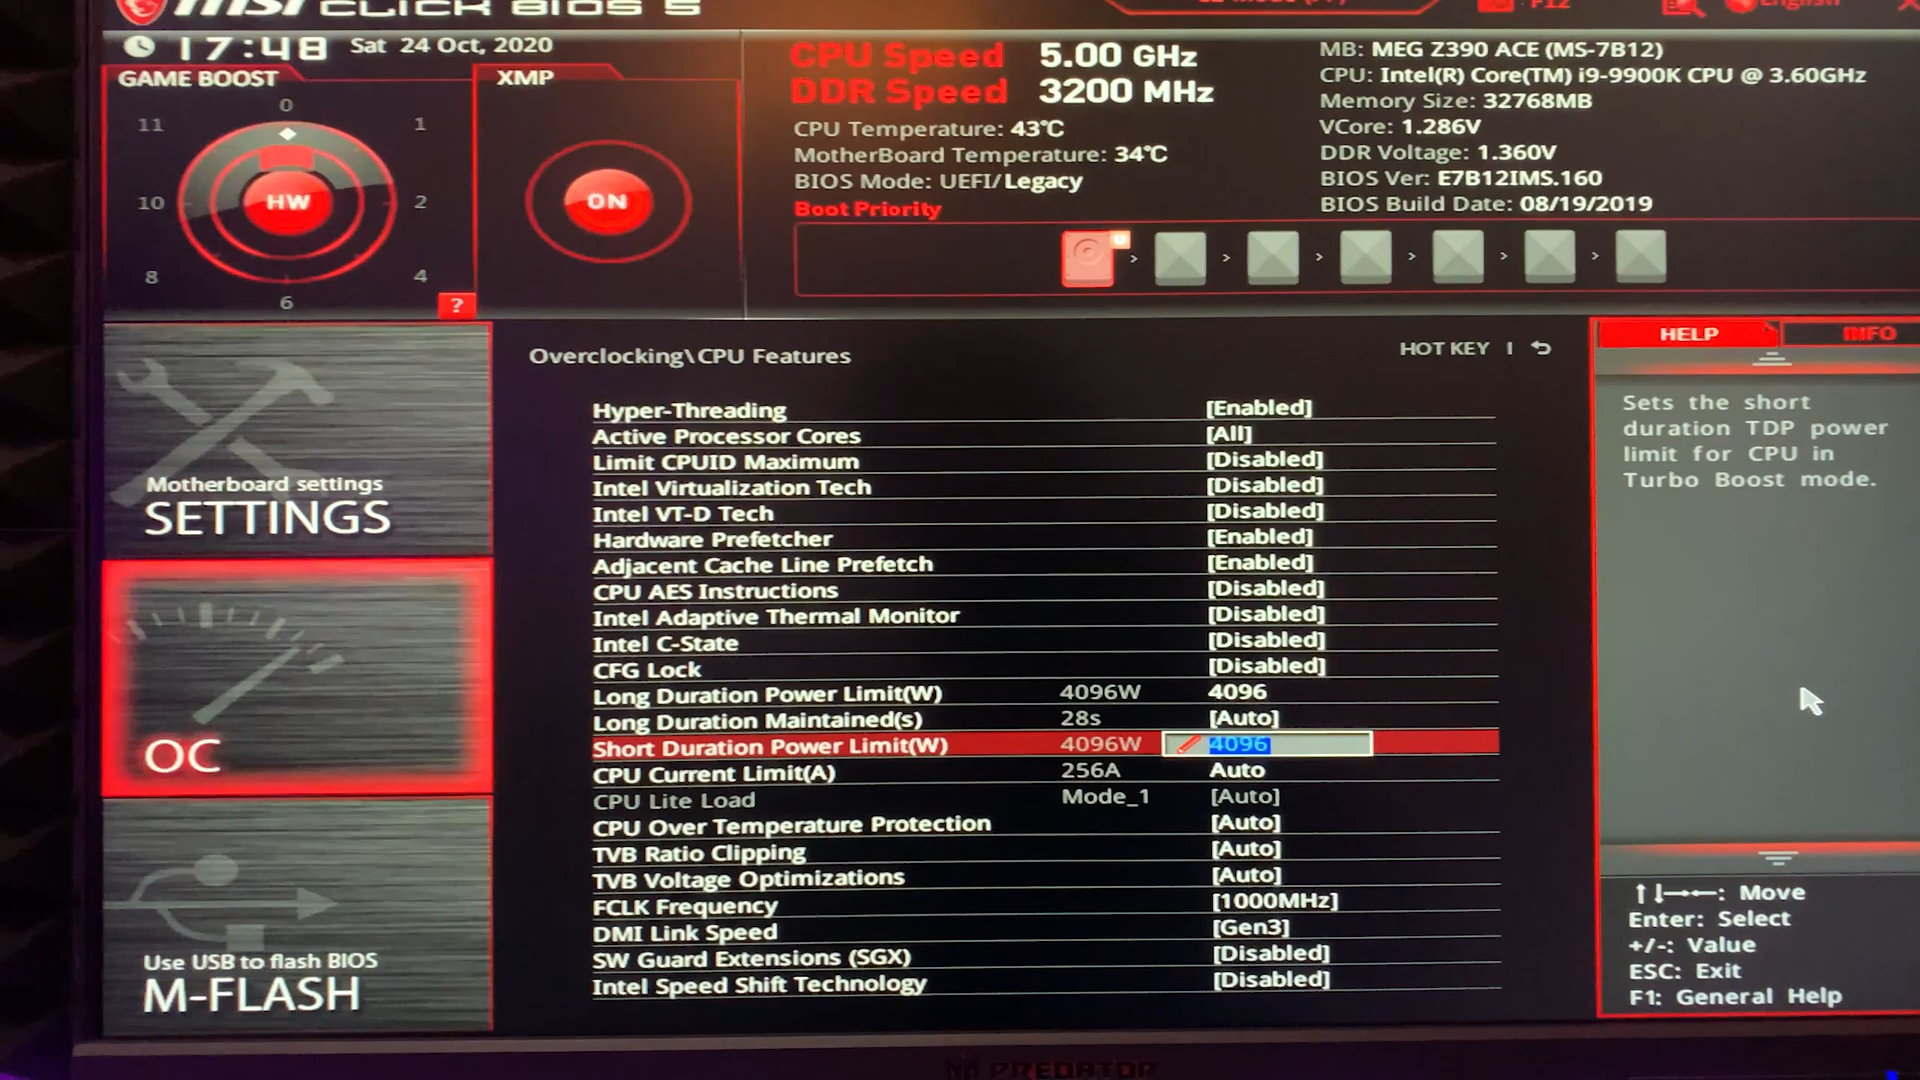 msi CLICK BIOS 5
F12
English
17:48 Sat 24 Oct, 2020
GAME BOOST
XMP
0
11
1
10
HW
2
8
4
6
?
ON
CPU Speed 5.00 GHz
DDR Speed 3200 MHz
CPU Temperature: 43℃
MotherBoard Temperature: 34℃
BIOS Mode: UEFI/Legacy
Boot Priority
MB: MEG Z390 ACE (MS-7B12)
CPU: Intel(R) Core(TM) i9-9900K CPU @ 3.60GHz
Memory Size: 32768MB
VCore: 1.286V
DDR Voltage: 1.360V
BIOS Ver: E7B12IMS.160
BIOS Build Date: 08/19/2019
Motherboard settings
SETTINGS
OC
Use USB to flash BIOS
M-FLASH
Overclocking\CPU Features
HOT KEY |
Hyper-Threading [Enabled]
Active Processor Cores [All]
Limit CPUID Maximum [Disabled]
Intel Virtualization Tech [Disabled]
Intel VT-D Tech [Disabled]
Hardware Prefetcher [Enabled]
Adjacent Cache Line Prefetch [Enabled]
CPU AES Instructions [Disabled]
Intel Adaptive Thermal Monitor [Disabled]
Intel C-State [Disabled]
CFG Lock [Disabled]
Long Duration Power Limit(W) 4096W 4096
Long Duration Maintained(s) 28s [Auto]
Short Duration Power Limit(W) 4096W 4096
CPU Current Limit(A) 256A Auto
CPU Lite Load Mode_1 [Auto]
CPU Over Temperature Protection [Auto]
TVB Ratio Clipping [Auto]
TVB Voltage Optimizations [Auto]
FCLK Frequency [1000MHz]
DMI Link Speed [Gen3]
SW Guard Extensions (SGX) [Disabled]
Intel Speed Shift Technology [Disabled]
HELP
INFO
Sets the short
duration TDP power
limit for CPU in
Turbo Boost mode.
↑↓→←: Move
Enter: Select
+/-: Value
ESC: Exit
F1: General Help
PREDATOR